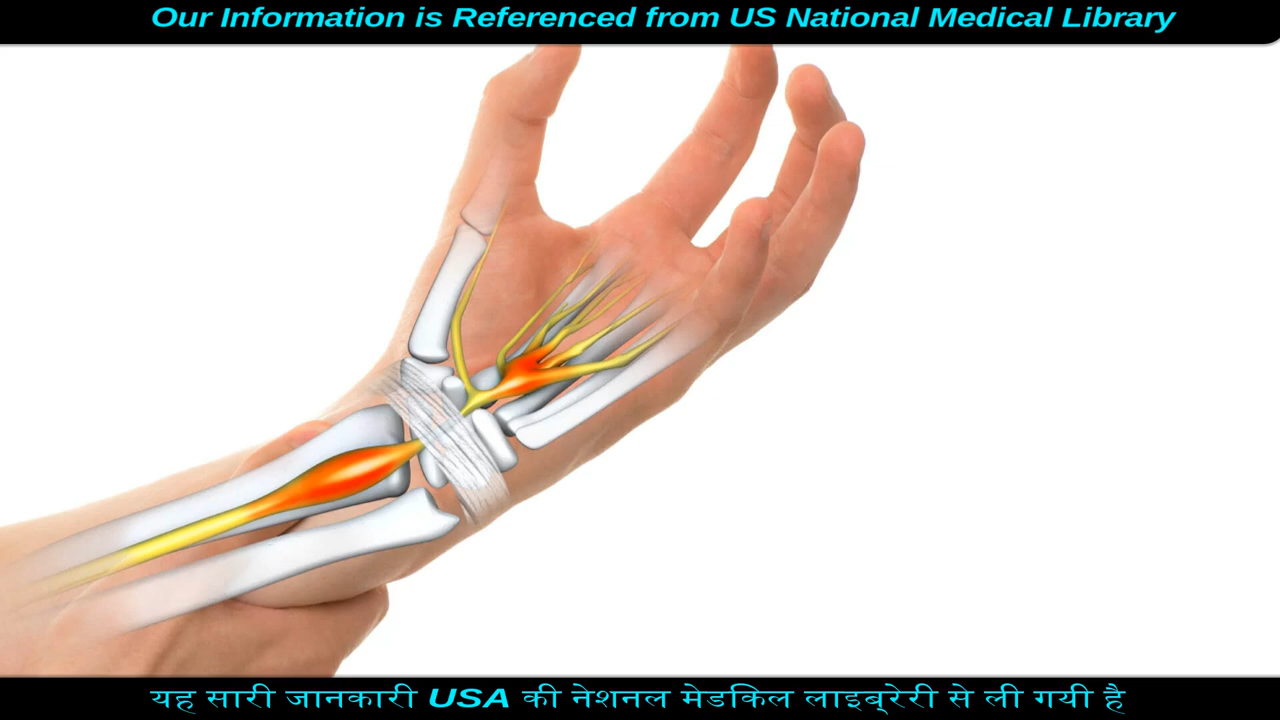 Our Information is Referenced from US National Medical Library
यह सारी जानकारी USA की नेशनल मेडकिल लाइब्रेरी से ली गयी है